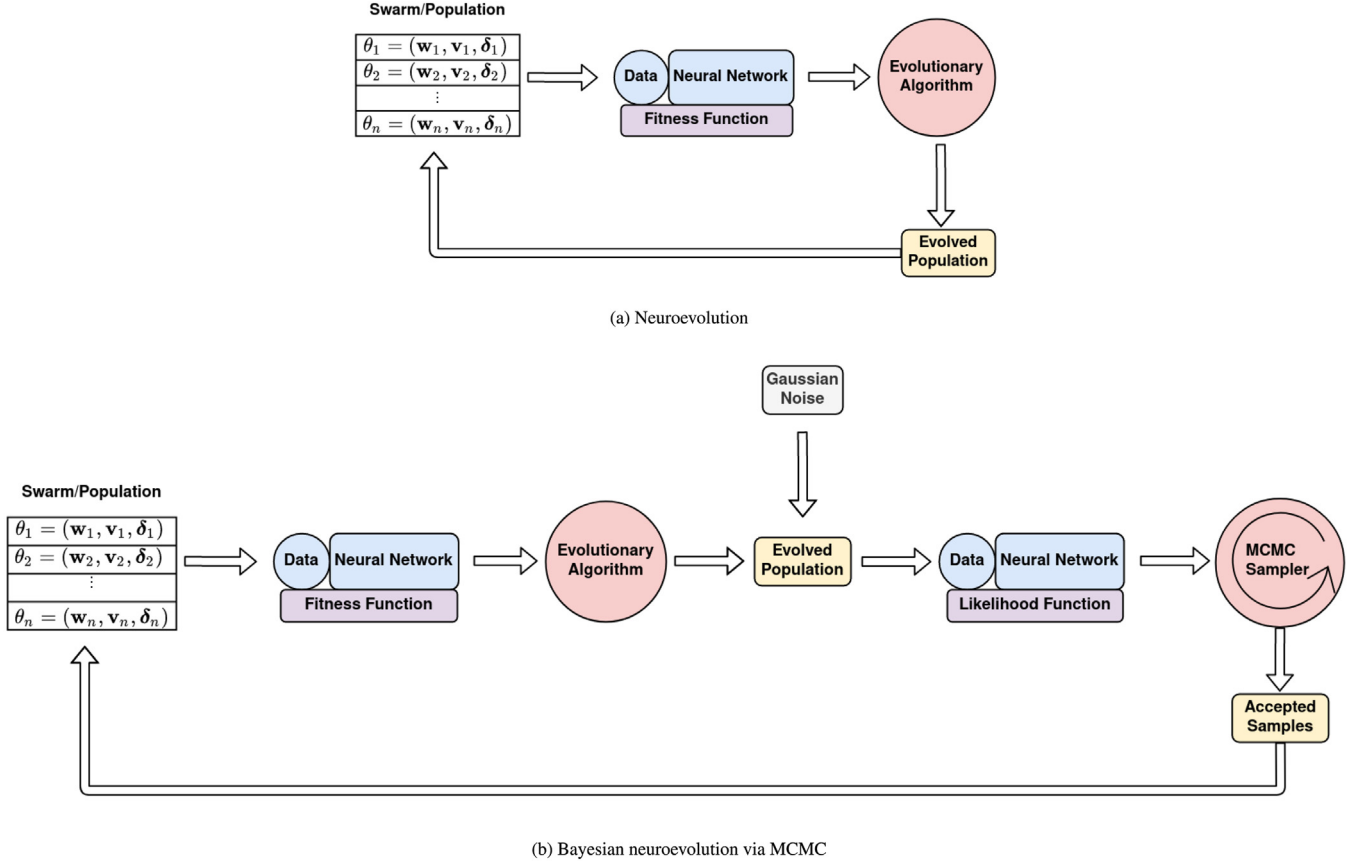 Swarm/Population
θ₁ = (w₁, v₁, δ₁)
θ₂ = (w₂, v₂, δ₂)
⋮
θₙ = (wₙ, vₙ, δₙ)
Data
Neural Network
Fitness Function
Evolutionary
Algorithm
Evolved
Population
(a) Neuroevolution
Gaussian
Noise
Swarm/Population
θ₁ = (w₁, v₁, δ₁)
θ₂ = (w₂, v₂, δ₂)
⋮
θₙ = (wₙ, vₙ, δₙ)
Data
Neural Network
Fitness Function
Evolutionary
Algorithm
Evolved
Population
Data
Neural Network
Likelihood Function
MCMC
Sampler
Accepted
Samples
(b) Bayesian neuroevolution via MCMC